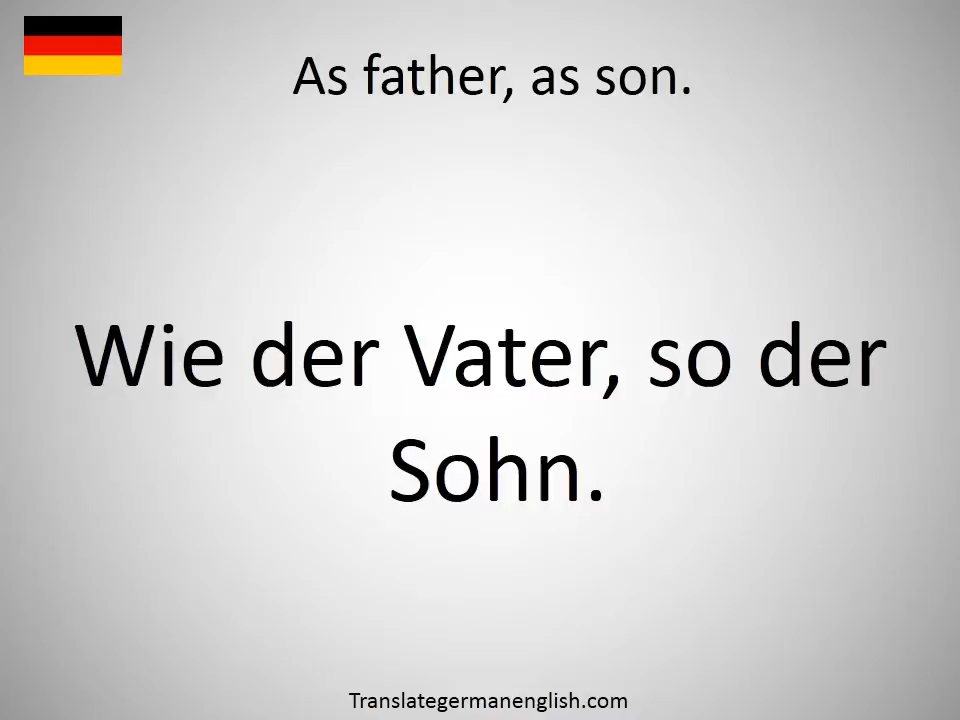 As father, as son.
Wie der Vater, so der
Sohn.
Translategermanenglish.com